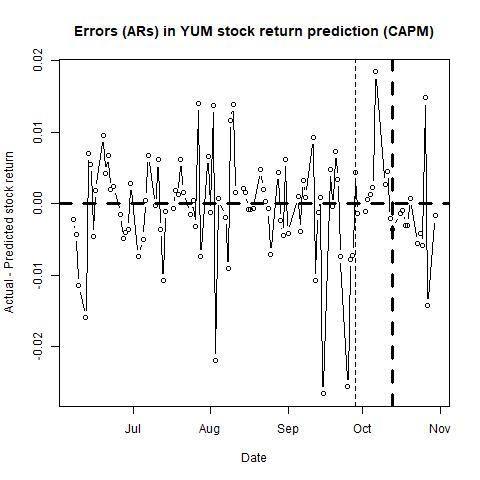 Errors (ARs) in YUM stock return prediction (CAPM)
Actual - Predicted stock return
0.02
0.01
0.00
-0.01
-0.02
Jul Aug Sep Oct Nov
Date